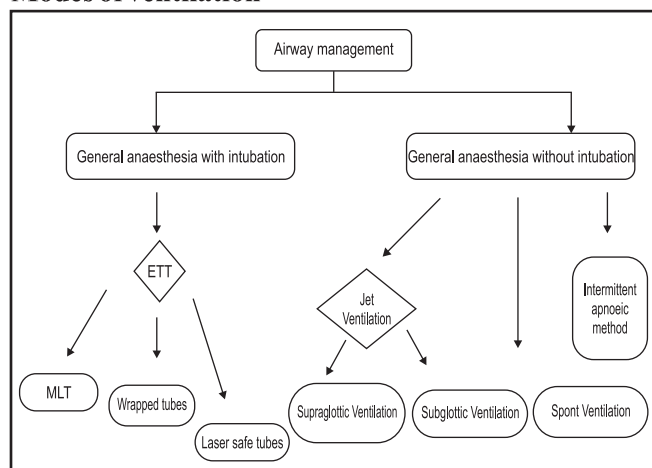 Modes of ventilation
Airway management
General anaesthesia with intubation
General anaesthesia without intubation
ETT
Jet
Ventilation
Intermittent
apnoeic
method
MLT
Wrapped tubes
Laser safe tubes
Supraglottic Ventilation
Subglottic Ventilation
Spont Ventilation